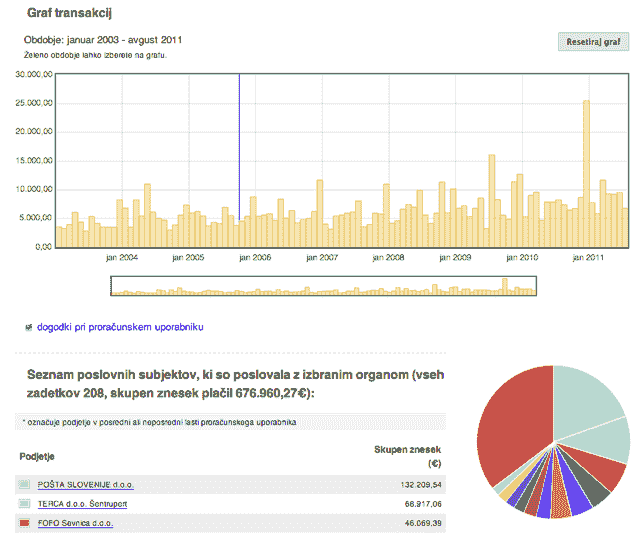 Graf transakcij
Obdobje: januar 2003 - avgust 2011
Resetiraj graf
Želeno obdobje lahko izberete na grafu.
30.000,00
25.000,00
20.000,00
15.000,00
10.000,00
5.000,00
0,00
jan 2004 jan 2005 jan 2006 jan 2007 jan 2008 jan 2009 jan 2010 jan 2011
dogodki pri proračunskem uporabniku
Seznam poslovnih subjektov, ki so poslovala z izbranim organom (vseh
zadetkov 208, skupen znesek plačil 676.960,27€):
* označuje podjetje v posredni ali neposredni lasti proračunskega uporabnika
Podjetje
Skupen znesek
(€)
POŠTA SLOVENIJE d.o.o. 132.209,54
TERCA d.o.o. Šentrupert 66.917,06
FOPO Sevnica d.o.o. 46.069,39